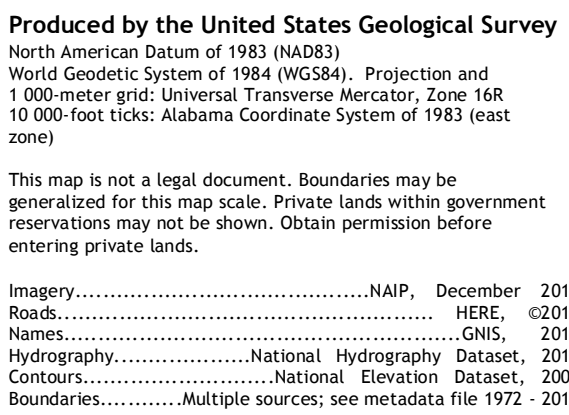 Produced by the United States Geological Survey
North American Datum of 1983 (NAD83)
World Geodetic System of 1984 (WGS84). Projection and
1 000-meter grid: Universal Transverse Mercator, Zone 16R
10 000-foot ticks: Alabama Coordinate System of 1983 (east
zone)
This map is not a legal document. Boundaries may be
generalized for this map scale. Private lands within government
reservations may not be shown. Obtain permission before
entering private lands.
Imagery.........................................NAIP, December 201
Roads.................................................... HERE, ©201
Names.......................................................GNIS, 201
Hydrography...................National Hydrography Dataset, 201
Contours...........................National Elevation Dataset, 200
Boundaries............Multiple sources; see metadata file 1972 - 201